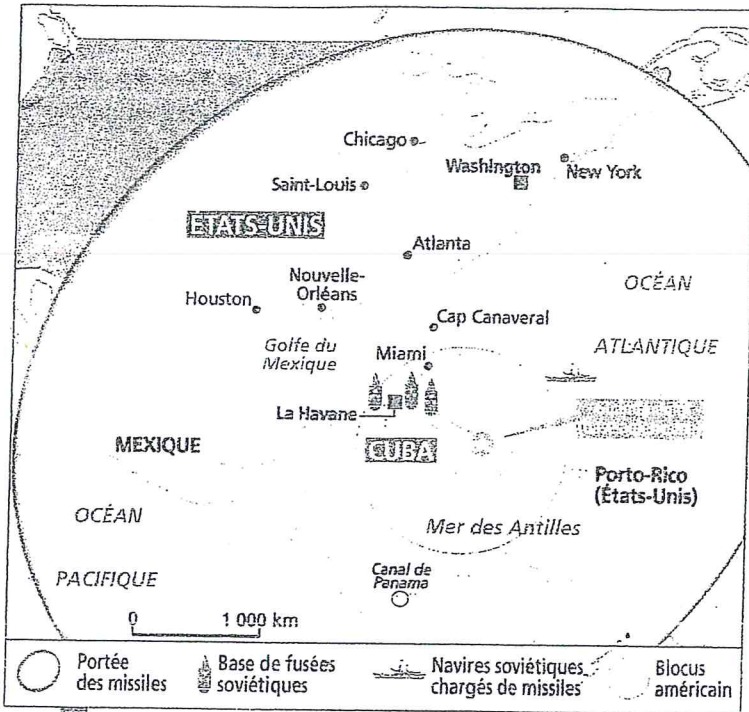 Chicago
Washington
New York
Saint-Louis
ÉTATS-UNIS
Atlanta
Nouvelle-
Orléans
Houston
OCÉAN
Cap Canaveral
Golfe du
Mexique
ATLANTIQUE
Miami
La Havane
MEXIQUE
CUBA
Porto-Rico
(États-Unis)
OCÉAN
Mer des Antilles
PACIFIQUE
Canal de
Panama
0 1 000 km
Portée
des missiles
Base de fusées
soviétiques
Navires soviétiques
chargés de missiles
Blocus
américain